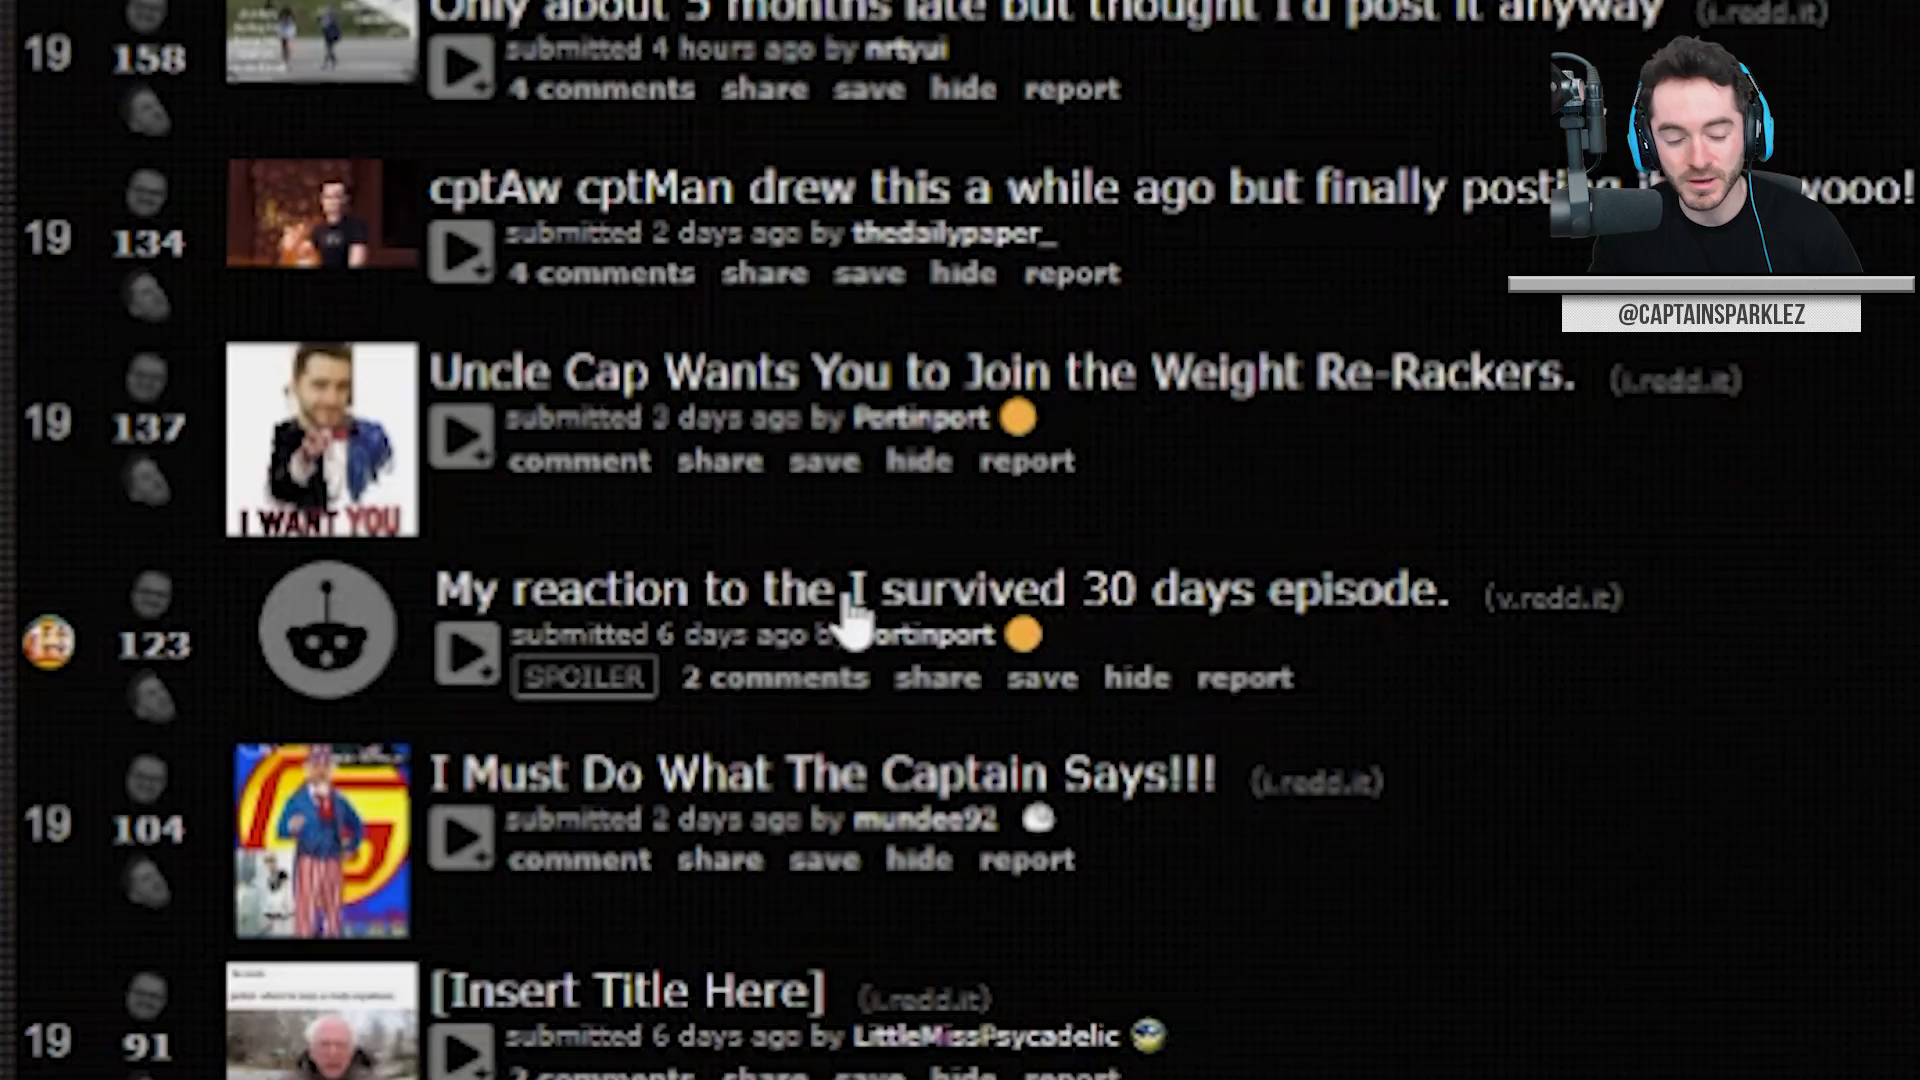 Only about 5 months late but thought I'd post it anyway (i.redd.it)
19
158
submitted 4 hours ago by nrtyui
4 comments share save hide report
cptAw cptMan drew this a while ago but finally wooo!
19
134
submitted 2 days ago by thedailypaper_
4 comments share save hide report
@CAPTAINSPARKLEZ
Uncle Cap Wants You to Join the Weight Re-Rackers. (i.redd.it)
19
137
submitted 3 days ago by Portinport
comment share save hide report
I WANT YOU
My reaction to the I survived 30 days episode. (v.redd.it)
123
submitted 6 days ago
SPOILER 2 comments share save hide report
I Must Do What The Captain Says!!! (i.redd.it)
19
104
submitted 2 days ago by mundee92
comment share save hide report
[Insert Title Here] (i.redd.it)
19
91
submitted 6 days ago by LittleMissPsycadelic
2 comments share save hide report